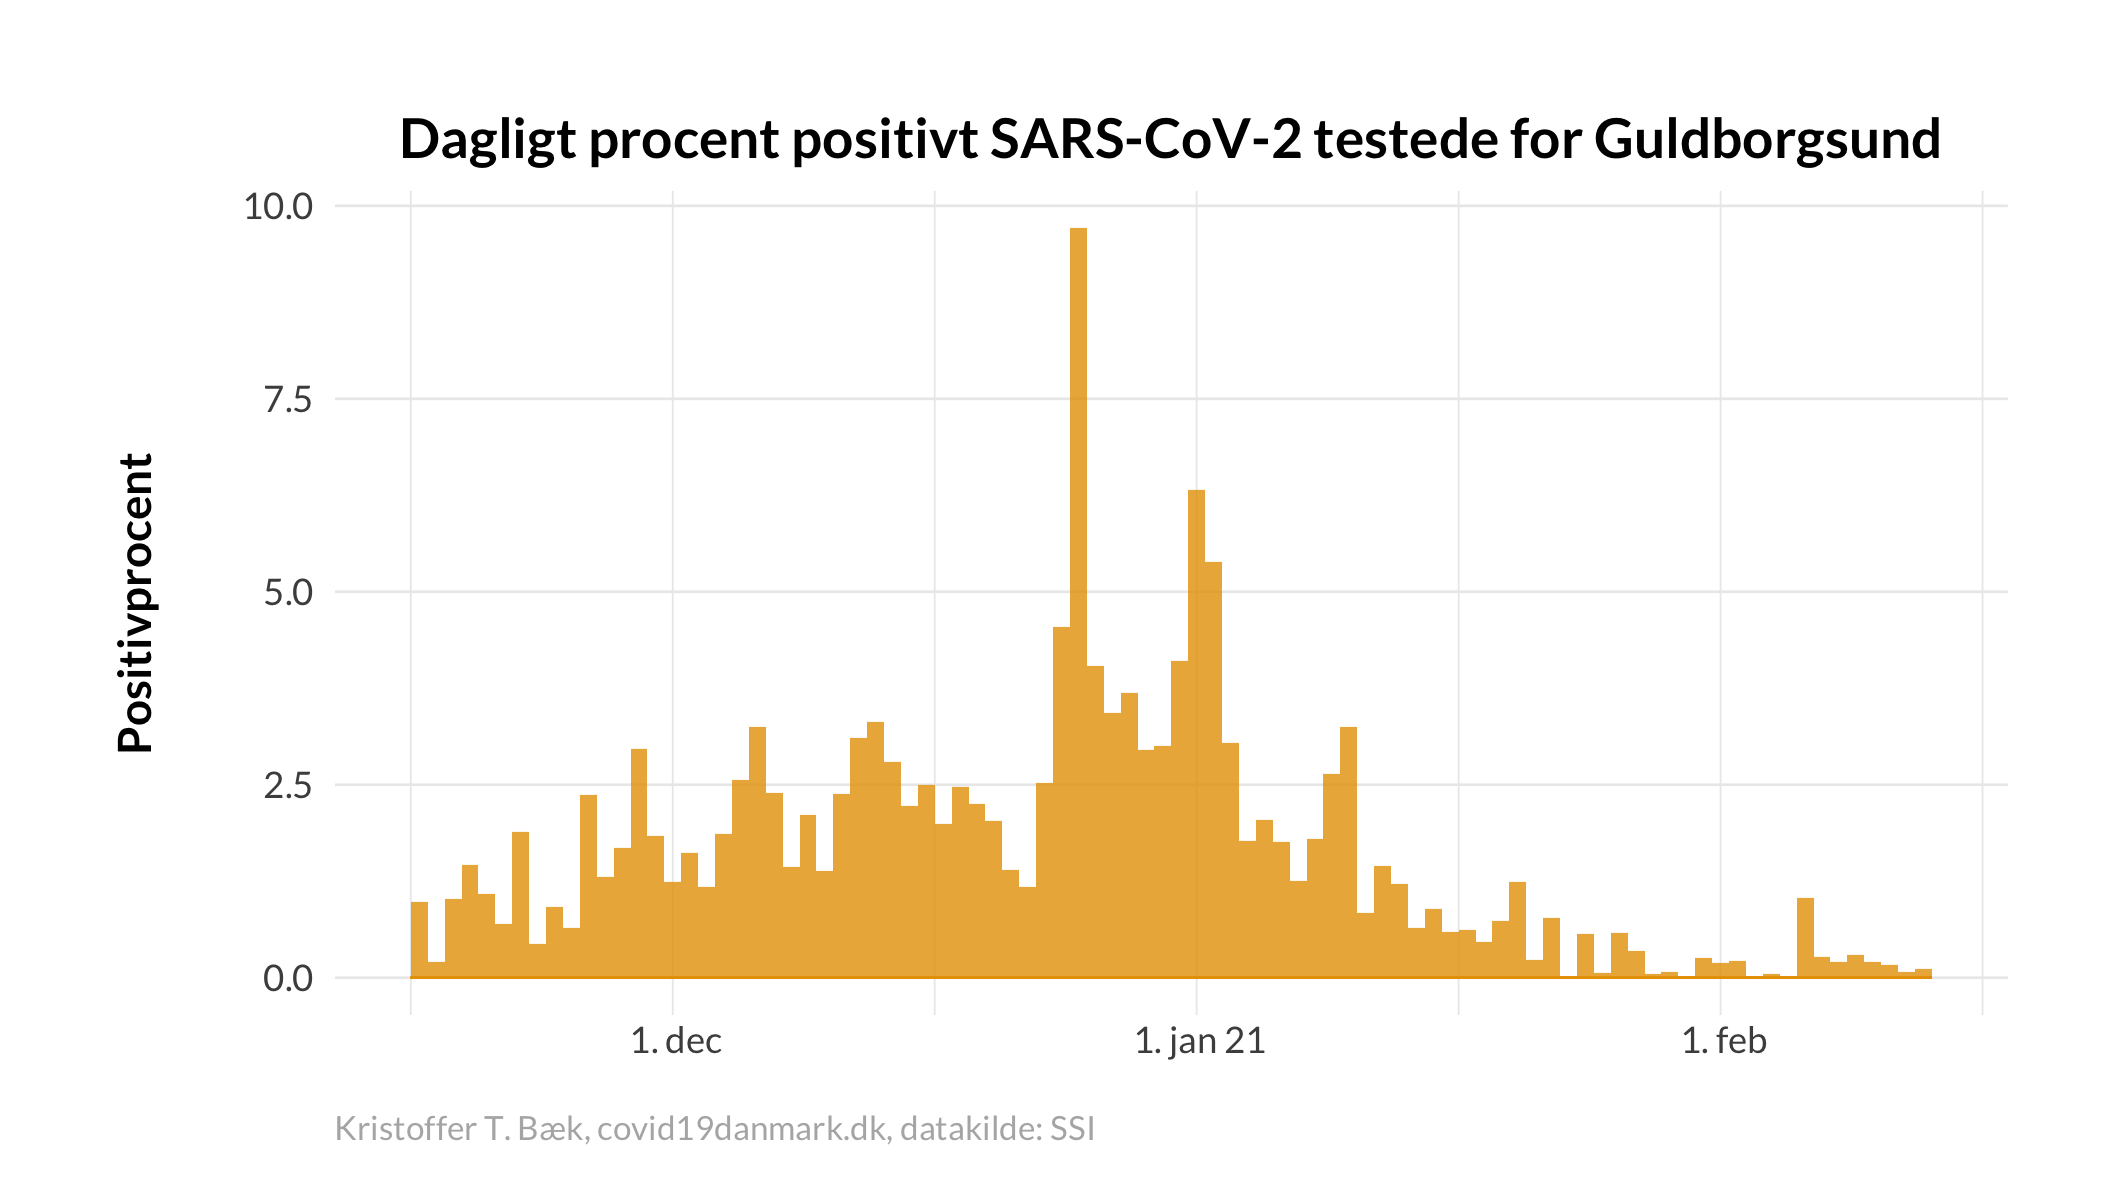 Dagligt procent positivt SARS-CoV-2 testede for Guldborgsund
Positivprocent
10.0
7.5
5.0
2.5
0.0
1. dec
1. jan 21
1. feb
Kristoffer T. Bæk, covid19danmark.dk, datakilde: SSI